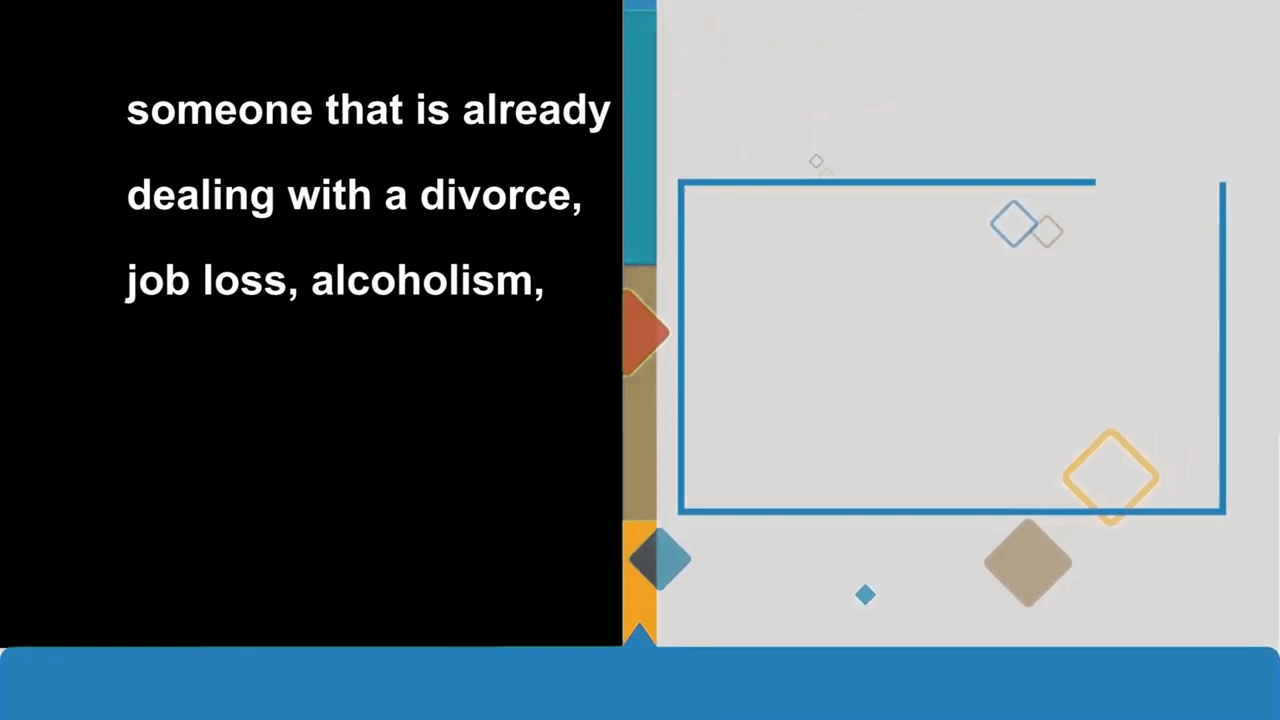 someone that is already
dealing with a divorce,
job loss, alcoholism,